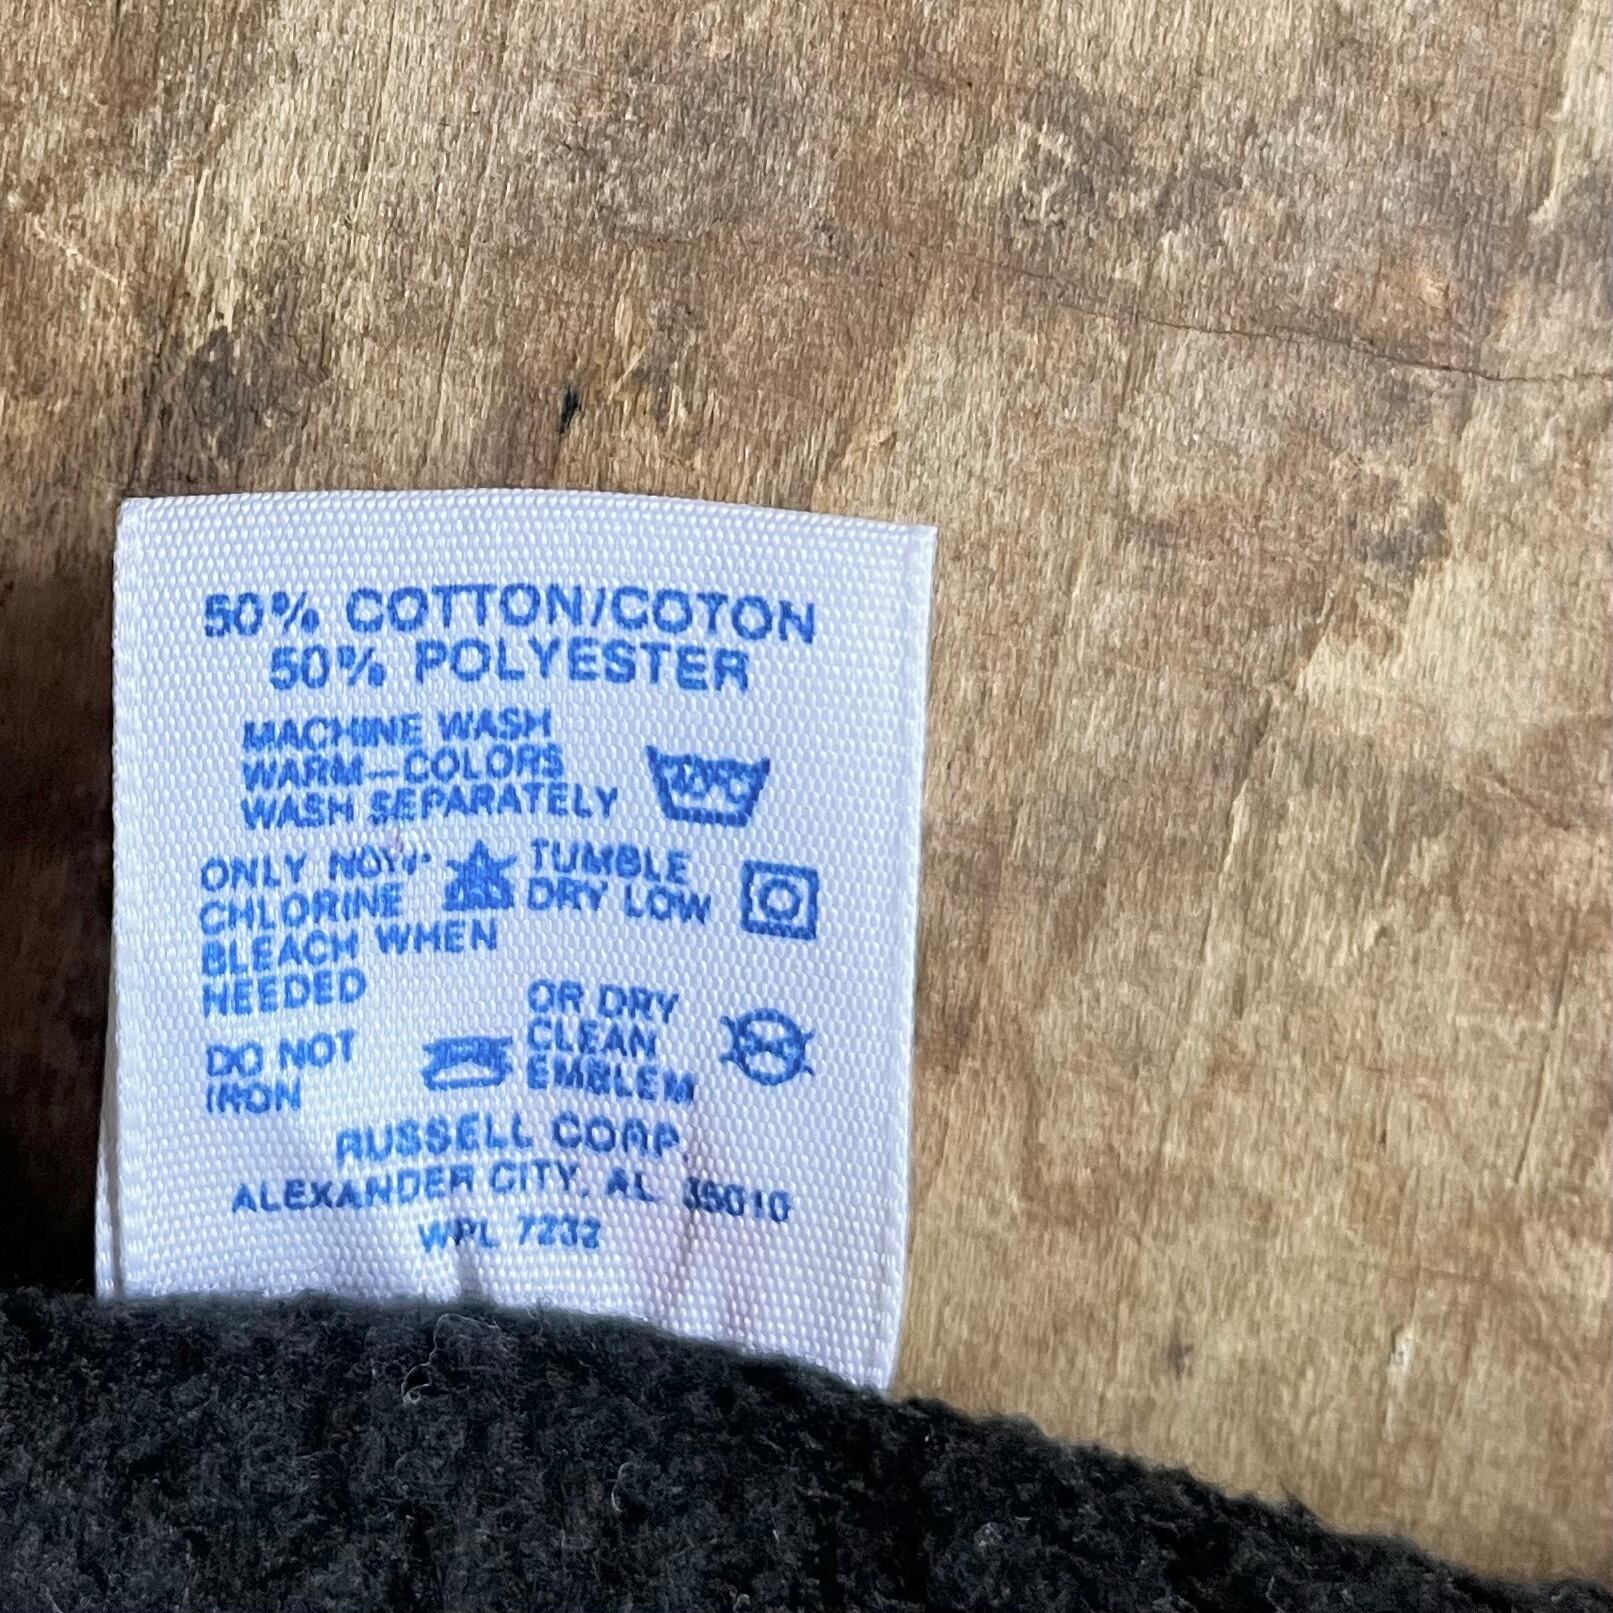 50% COTTON/COTON
50% POLYESTER
MACHINE WASH
WARM—COLORS
WASH SEPARATELY
40°C
ONLY NON-
CHLORINE
BLEACH WHEN
NEEDED
TUMBLE
DRY LOW
DO NOT
IRON
OR DRY
CLEAN
EMBLEM
RUSSELL CORP
ALEXANDER CITY, AL 35010
WPL 7232